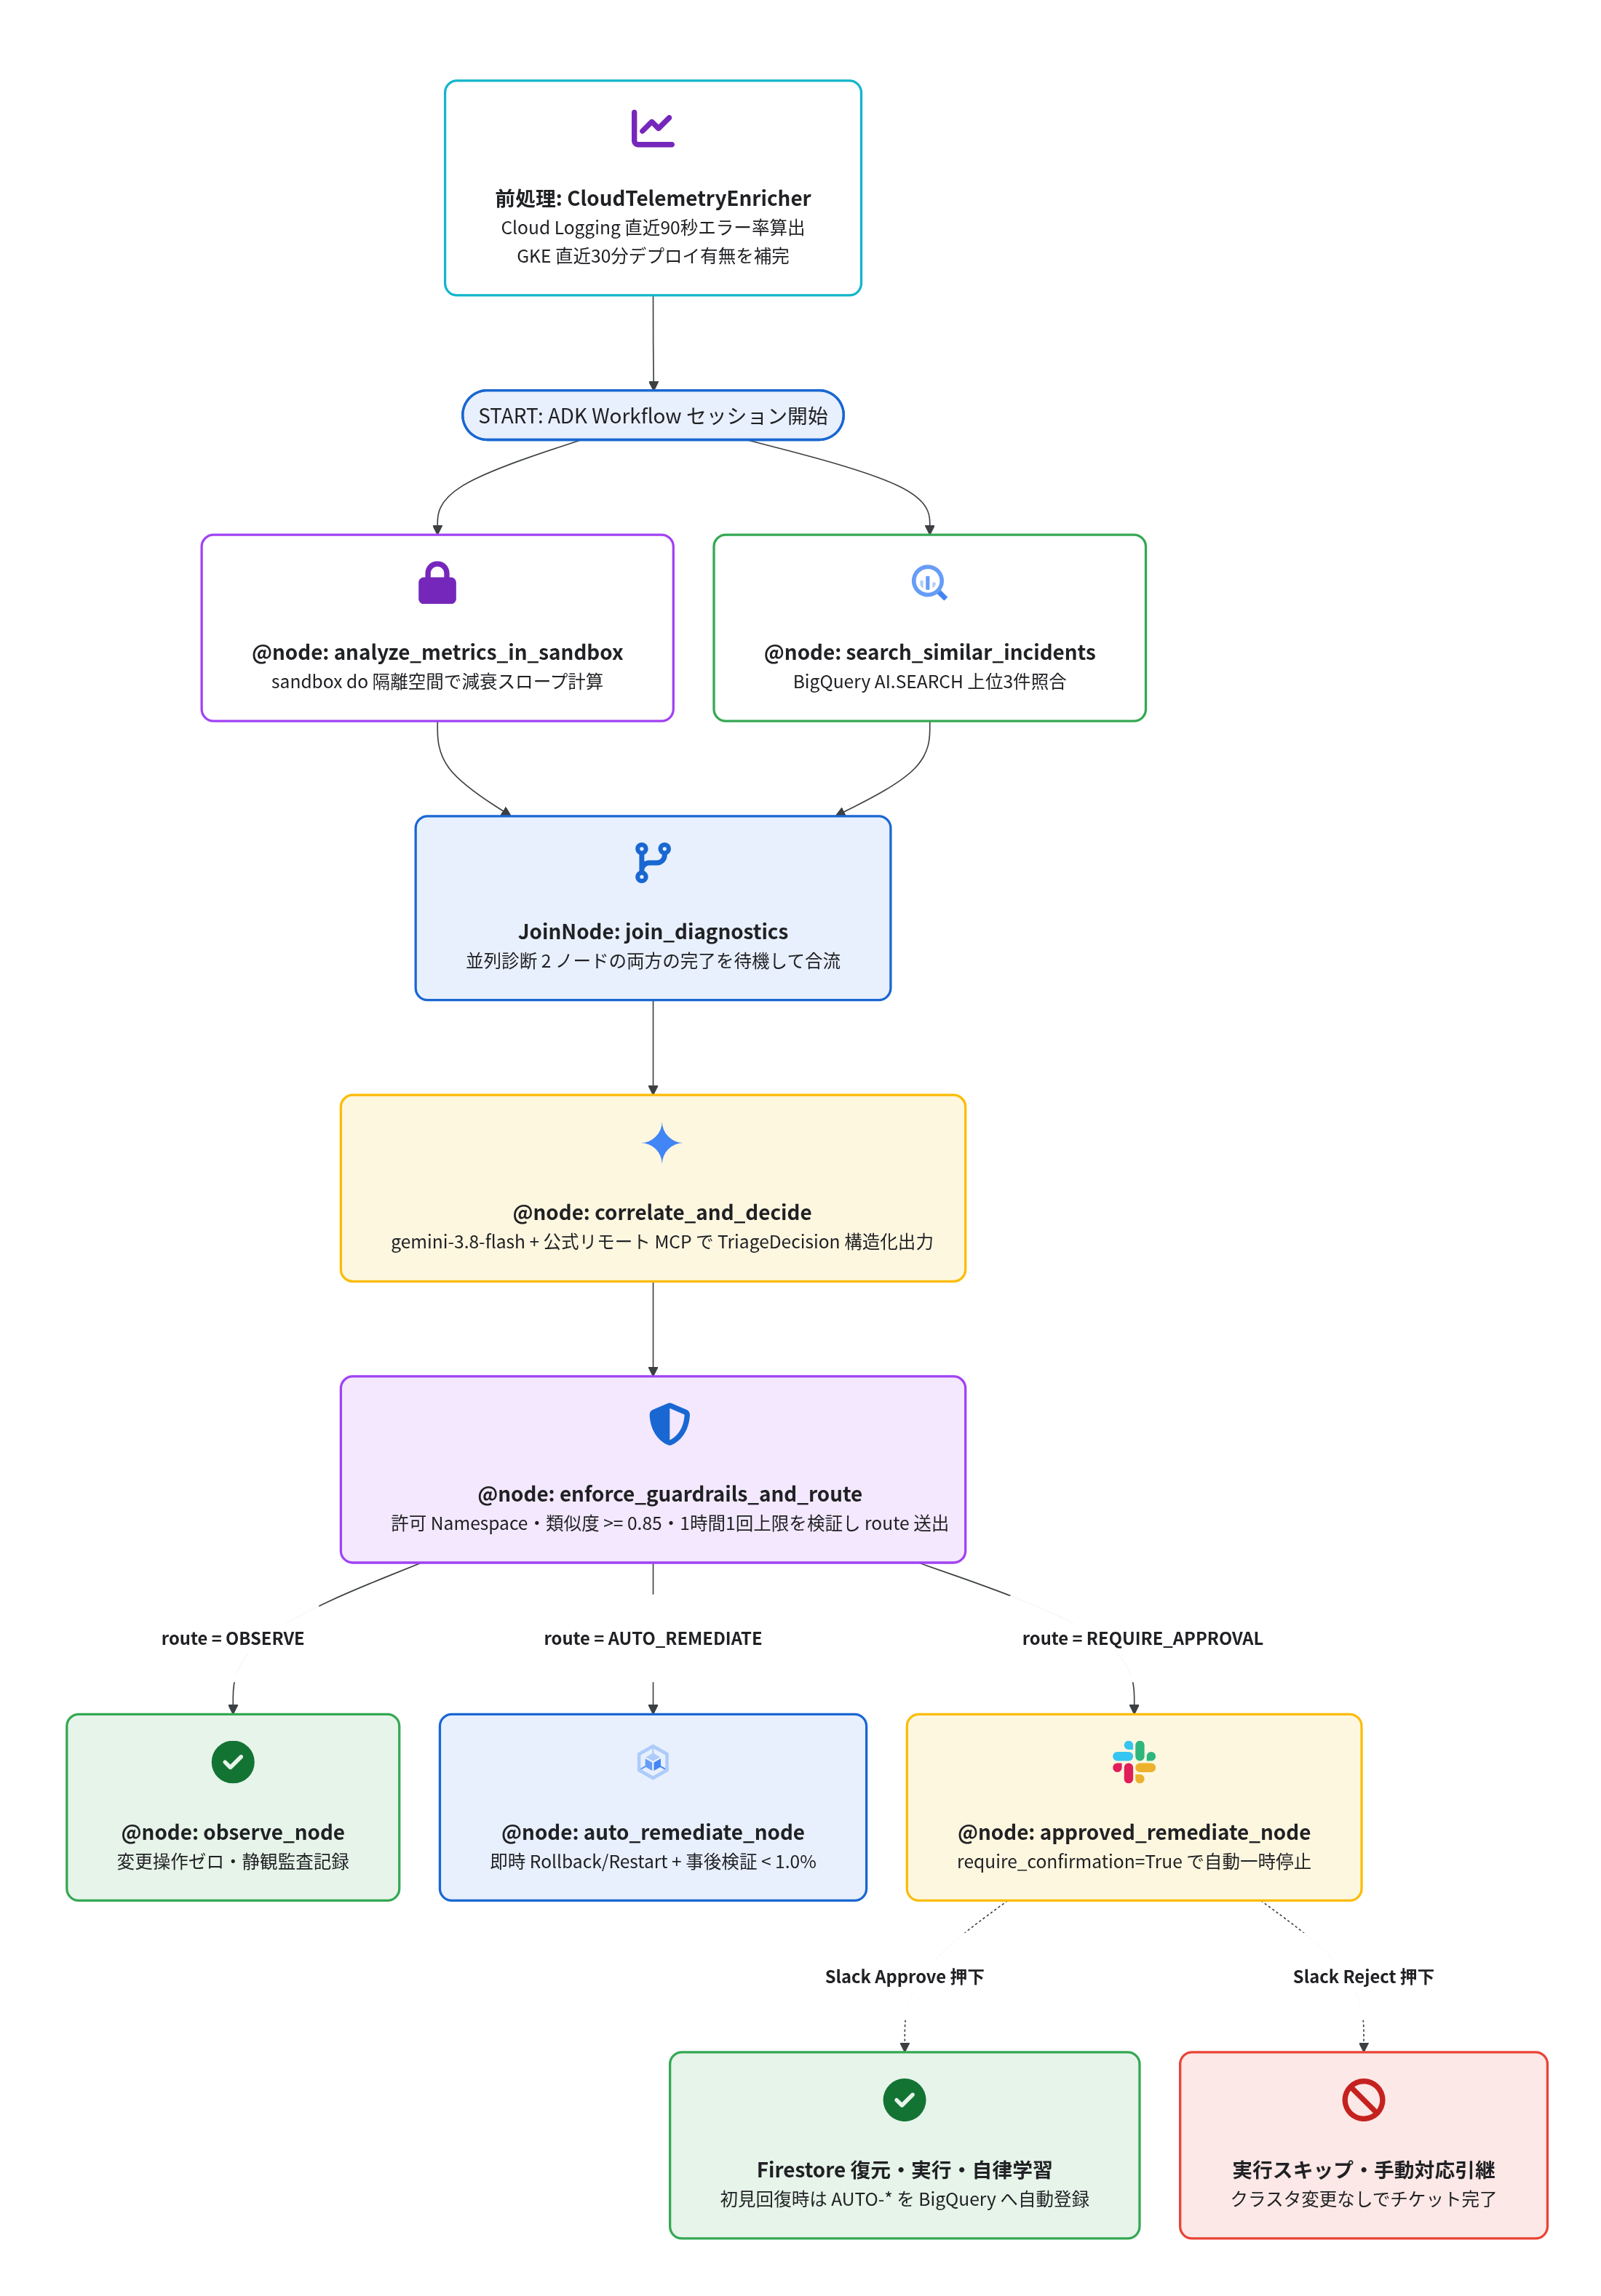 前処理: CloudTelemetryEnricher
Cloud Logging 直近90秒エラー率算出
GKE 直近30分デプロイ有無を補完
START: ADK Workflow セッション開始
@node: analyze_metrics_in_sandbox
sandbox do 隔離空間で減衰スロープ計算
@node: search_similar_incidents
BigQuery AI.SEARCH 上位3件照合
JoinNode: join_diagnostics
並列診断 2 ノードの両方の完了を待機して合流
@node: correlate_and_decide
gemini-3.8-flash + 公式リモート MCP で TriageDecision 構造化出力
@node: enforce_guardrails_and_route
許可 Namespace・類似度 >= 0.85・1時間1回上限を検証し route 送出
route = OBSERVE
route = AUTO_REMEDIATE
route = REQUIRE_APPROVAL
@node: observe_node
変更操作ゼロ・静観監査記録
@node: auto_remediate_node
即時 Rollback/Restart + 事後検証 < 1.0%
@node: approved_remediate_node
require_confirmation=True で自動一時停止
Slack Approve 押下
Slack Reject 押下
Firestore 復元・実行・自律学習
初見回復時は AUTO-* を BigQuery へ自動登録
実行スキップ・手動対応引継
クラスタ変更なしでチケット完了